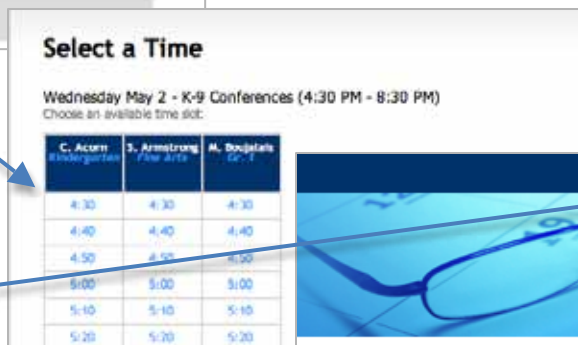 Select a Time
Wednesday May 2 - K-9 Conferences (4:30 PM - 8:30 PM)
Choose an available time slot:
C. Acorn S. Armstrong M. Boujalais
Kindergarten Fine Arts Gr. 1
4:30 4:30 4:30
4:40 4:40 4:40
4:50 4:50 4:50
5:00 5:00 5:00
5:10 5:10 5:10
5:20 5:20 5:20
19